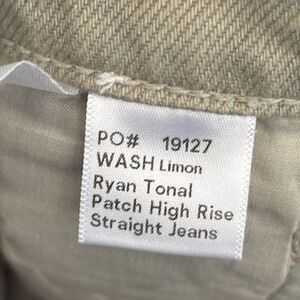 PO# 19127
WASH Limon
Ryan Tonal
Patch High Rise
Straight Jeans